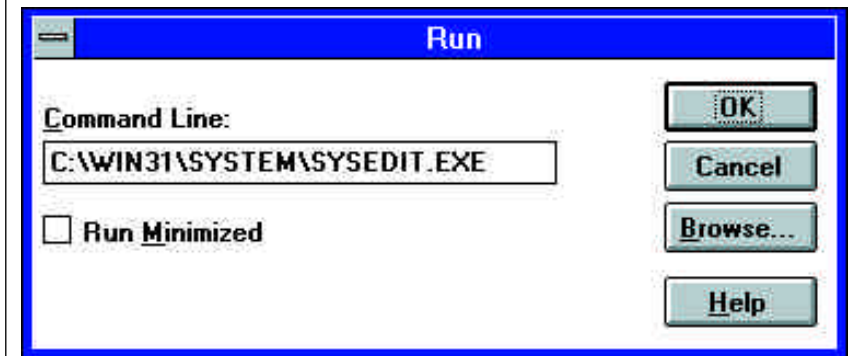 Run
Command Line:
C:\WIN31\SYSTEM\SYSEDIT.EXE
Run Minimized
OK
Cancel
Browse...
Help